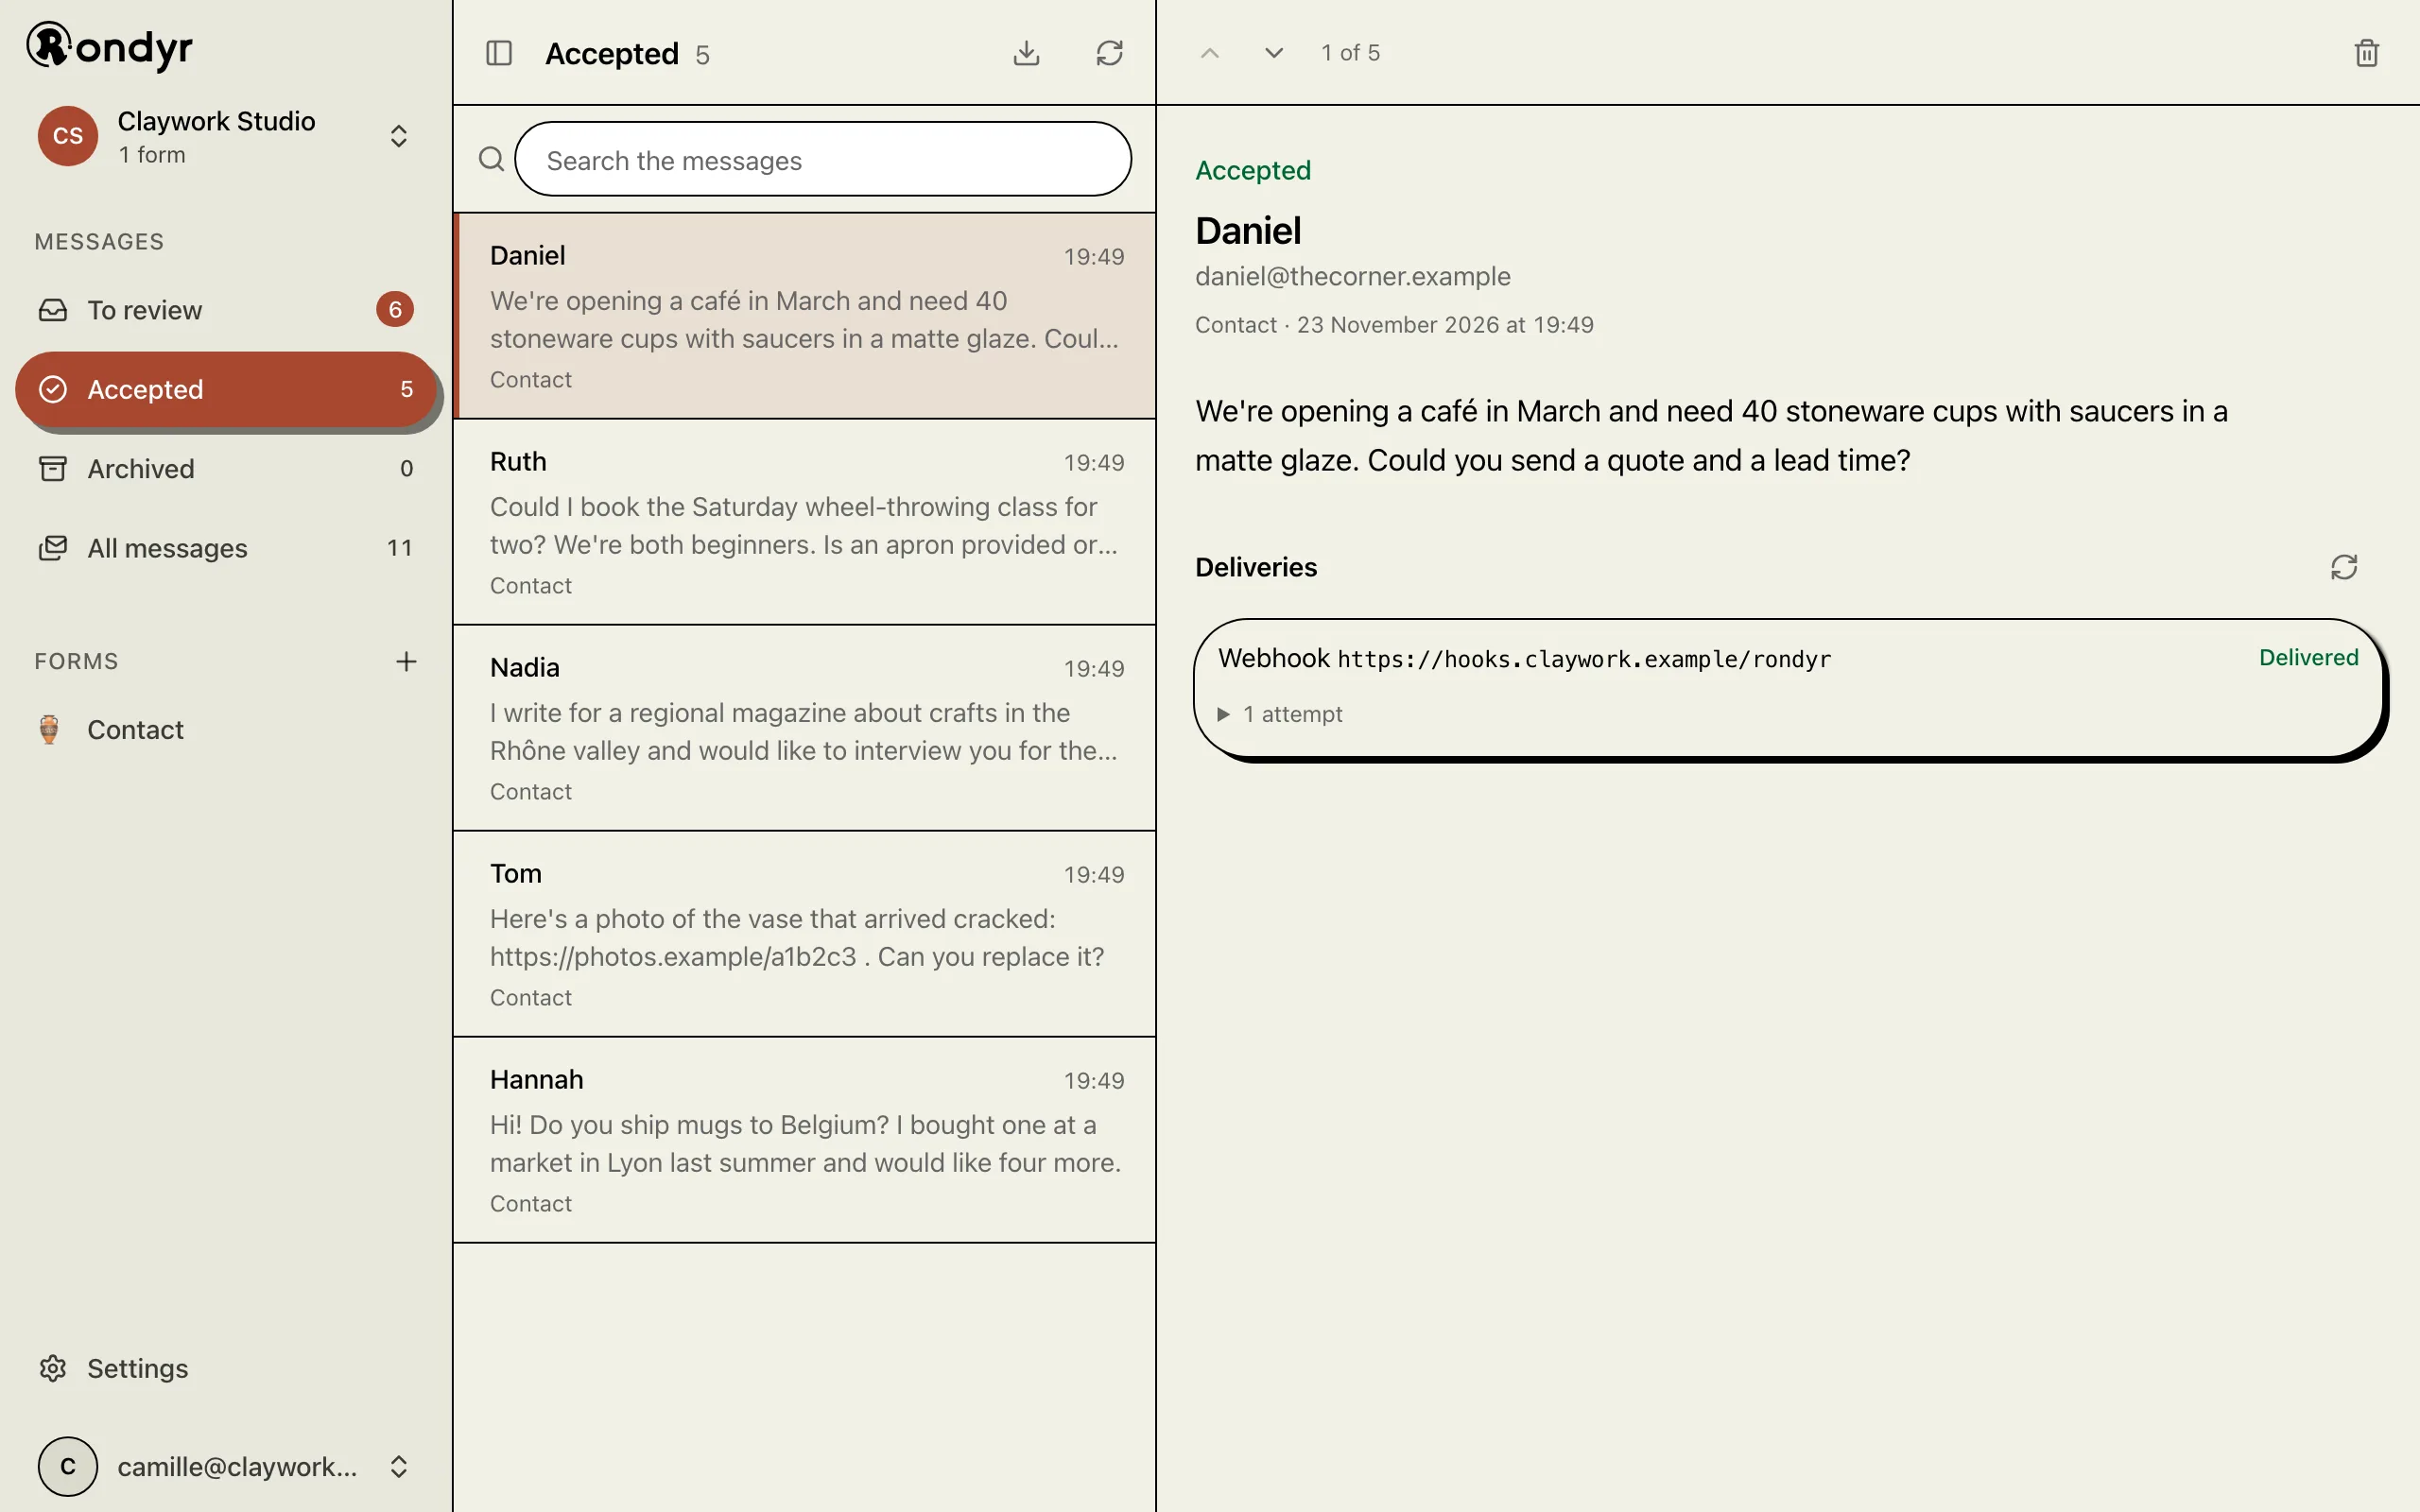 Rondyr
CS
Claywork Studio
1 form
MESSAGES
To review 6
Accepted 5
Archived 0
All messages 11
FORMS
Contact
Settings
C
camille@claywork...
Accepted 5
Search the messages
Daniel 19:49
We're opening a café in March and need 40
stoneware cups with saucers in a matte glaze. Coul...
Contact
Ruth 19:49
Could I book the Saturday wheel-throwing class for
two? We're both beginners. Is an apron provided or...
Contact
Nadia 19:49
I write for a regional magazine about crafts in the
Rhône valley and would like to interview you for the...
Contact
Tom 19:49
Here's a photo of the vase that arrived cracked:
https://photos.example/a1b2c3 . Can you replace it?
Contact
Hannah 19:49
Hi! Do you ship mugs to Belgium? I bought one at a
market in Lyon last summer and would like four more.
Contact
1 of 5
Accepted
Daniel
daniel@thecorner.example
Contact · 23 November 2026 at 19:49
We're opening a café in March and need 40 stoneware cups with saucers in a
matte glaze. Could you send a quote and a lead time?
Deliveries
Webhook https://hooks.claywork.example/rondyr Delivered
1 attempt